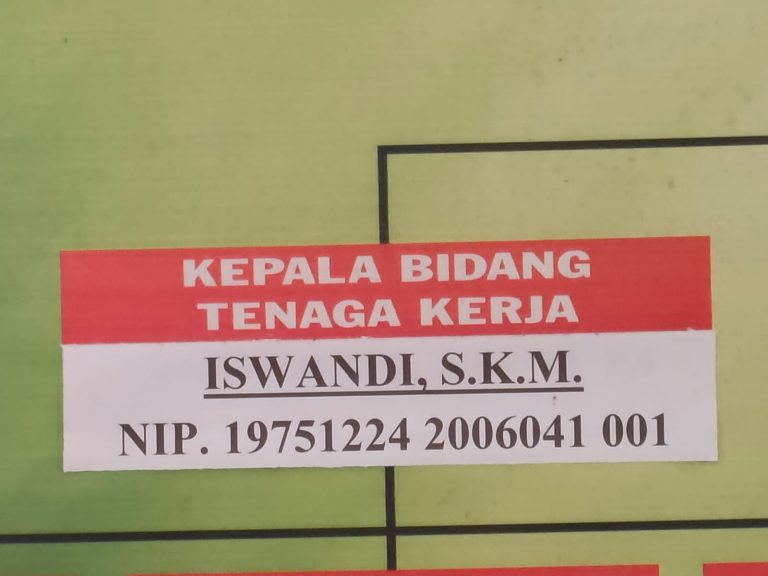 KEPALA BIDANG
TENAGA KERJA
ISWANDI, S.K.M.
NIP. 19751224 2006041 001